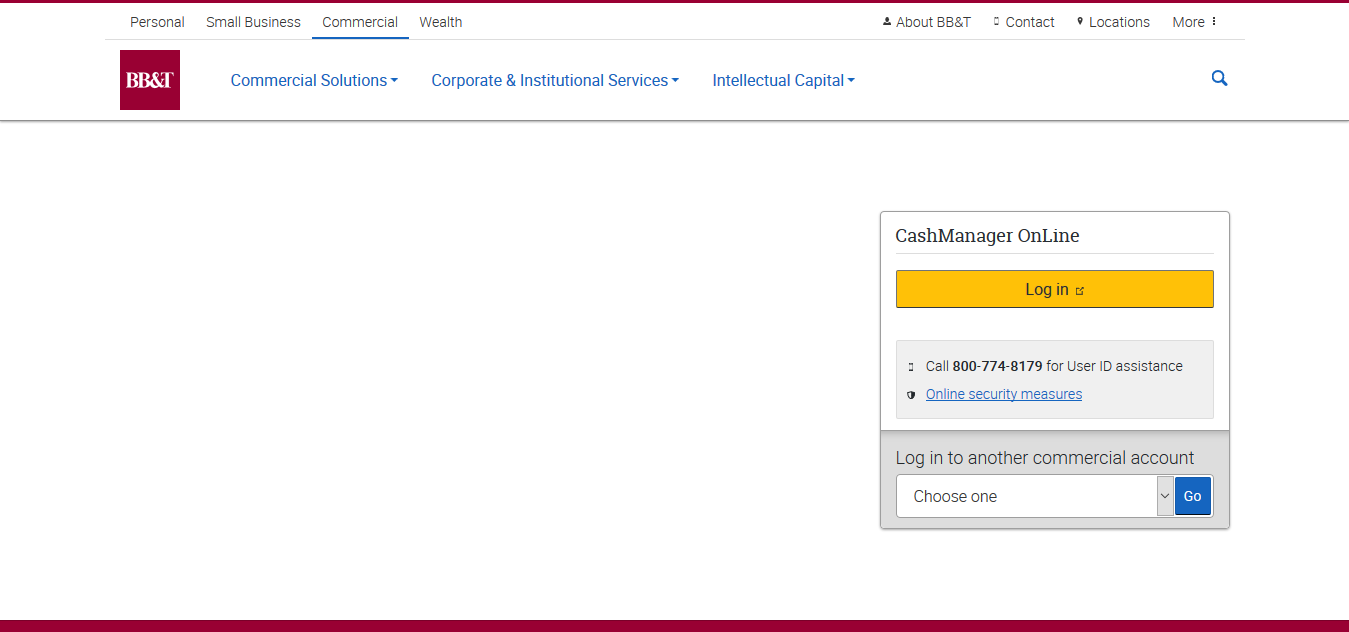 Personal Small Business Commercial Wealth About BB&T Contact Locations More
BB&T Commercial Solutions Corporate & Institutional Services Intellectual Capital
CashManager OnLine
Log in
Call 800-774-8179 for User ID assistance
Online security measures
Log in to another commercial account
Choose one Go